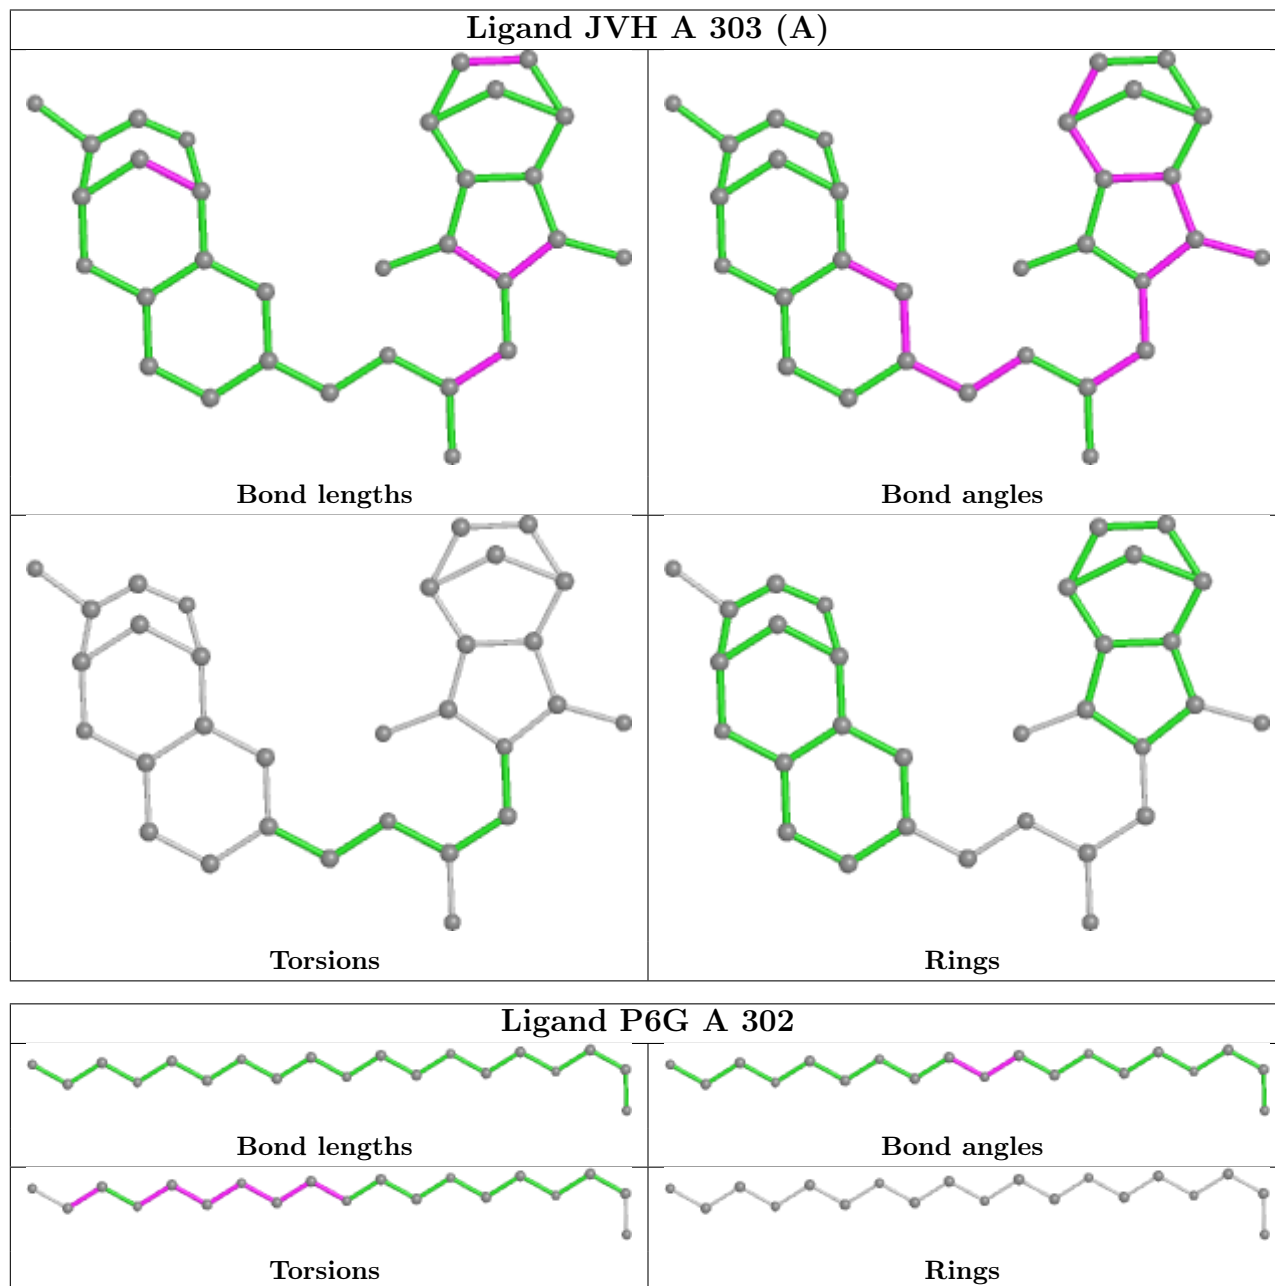 Ligand JVH A 303 (A)
Bond lengths
Bond angles
Torsions
Rings
Ligand P6G A 302
Bond lengths
Bond angles
Torsions
Rings